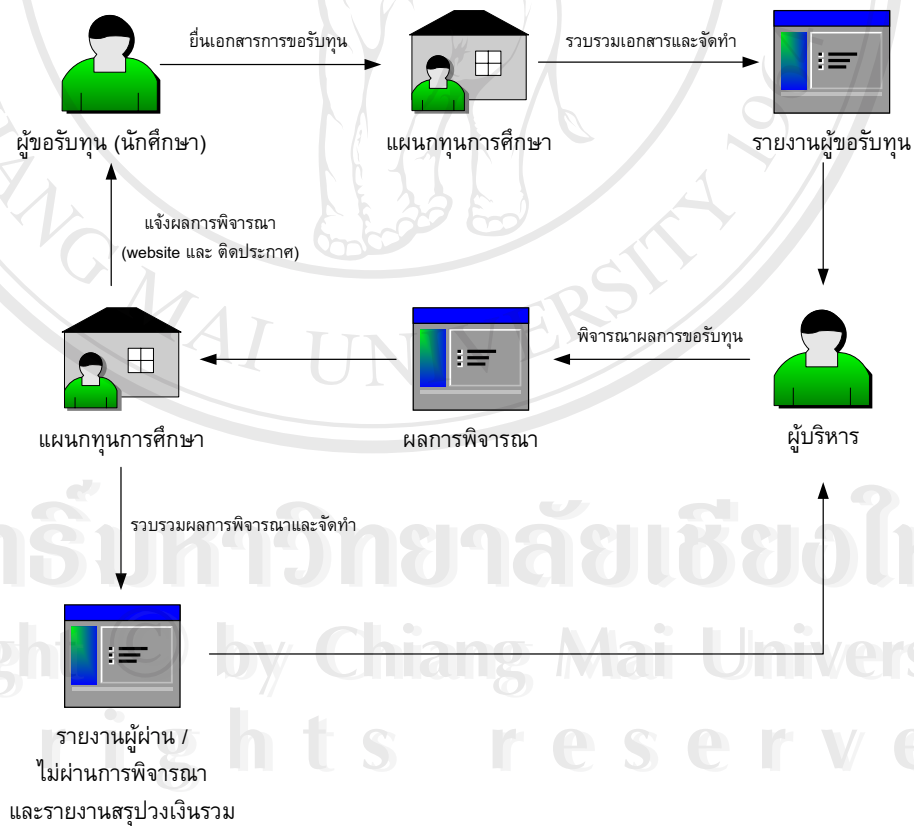 ยื่นเอกสารการขอรับทุน
รวบรวมเอกสารและจัดทำ
ผู้ขอรับทุน (นักศึกษา)
แผนกทุนการศึกษา
รายงานผู้ขอรับทุน
แจ้งผลการพิจารณา
(website และ ติดประกาศ)
พิจารณาผลการขอรับทุน
แผนกทุนการศึกษา
ผลการพิจารณา
ผู้บริหาร
รวบรวมผลการพิจารณาและจัดทำ
รายงานผู้ผ่าน /
ไม่ผ่านการพิจารณา
และรายงานสรุปวงเงินรวม
ANG MAI UNIVERSITY 19
by Chiang Mai Univers
rights reserve